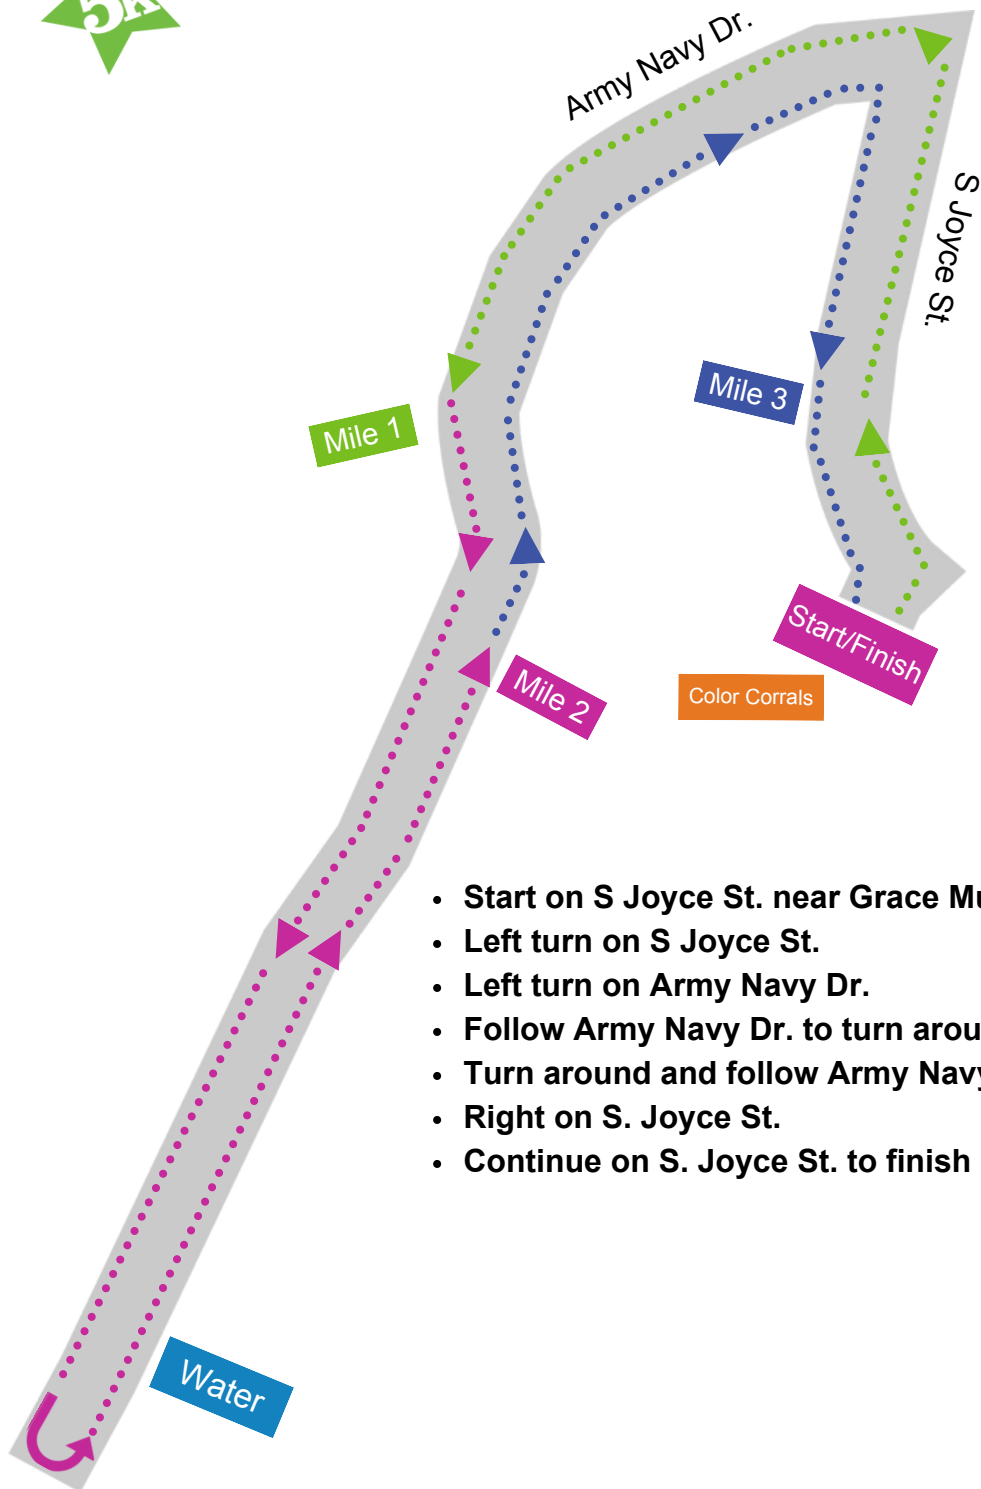 5K
Army Navy Dr.
S Joyce St.
Mile 1
Mile 3
Start/Finish
Mile 2
Color Corrals
• Start on S Joyce St. near Grace
• Left turn on S Joyce St.
• Left turn on Army Navy Dr.
• Follow Army Navy Dr. to turn
• Turn around and follow Army Navy
• Right on S. Joyce St.
• Continue on S. Joyce St. to finish
Water